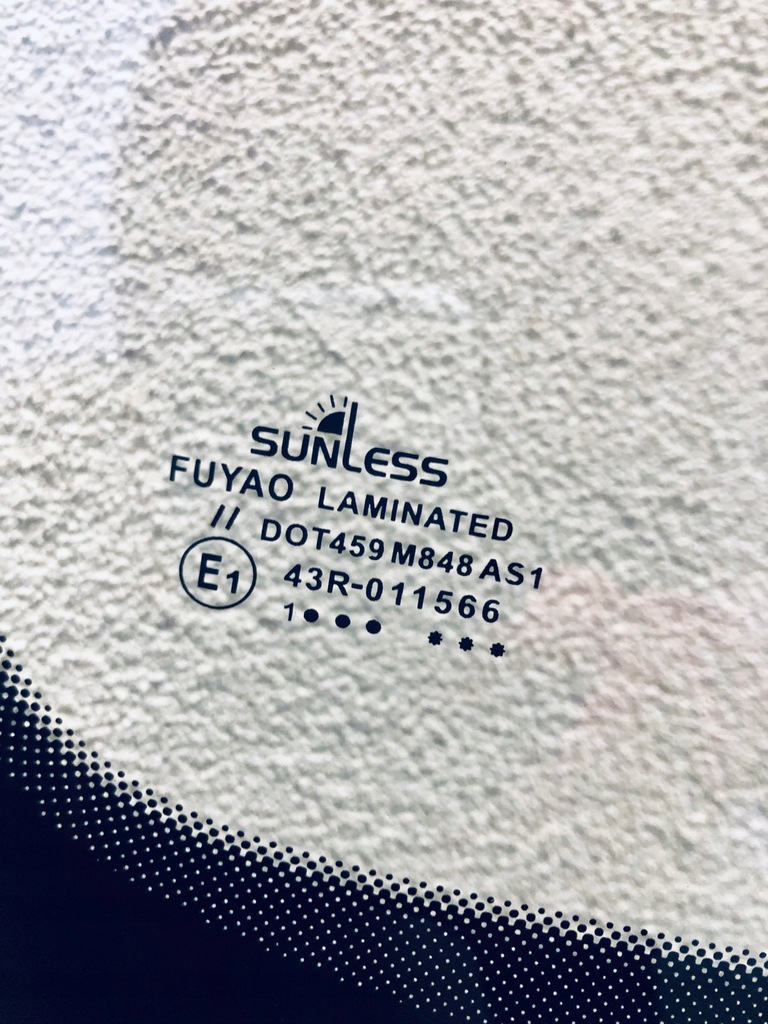 SUNLESS
FUYAO LAMINATED
// DOT459 M848 AS1
E1 43R-011566
1●●● ✸✸✸